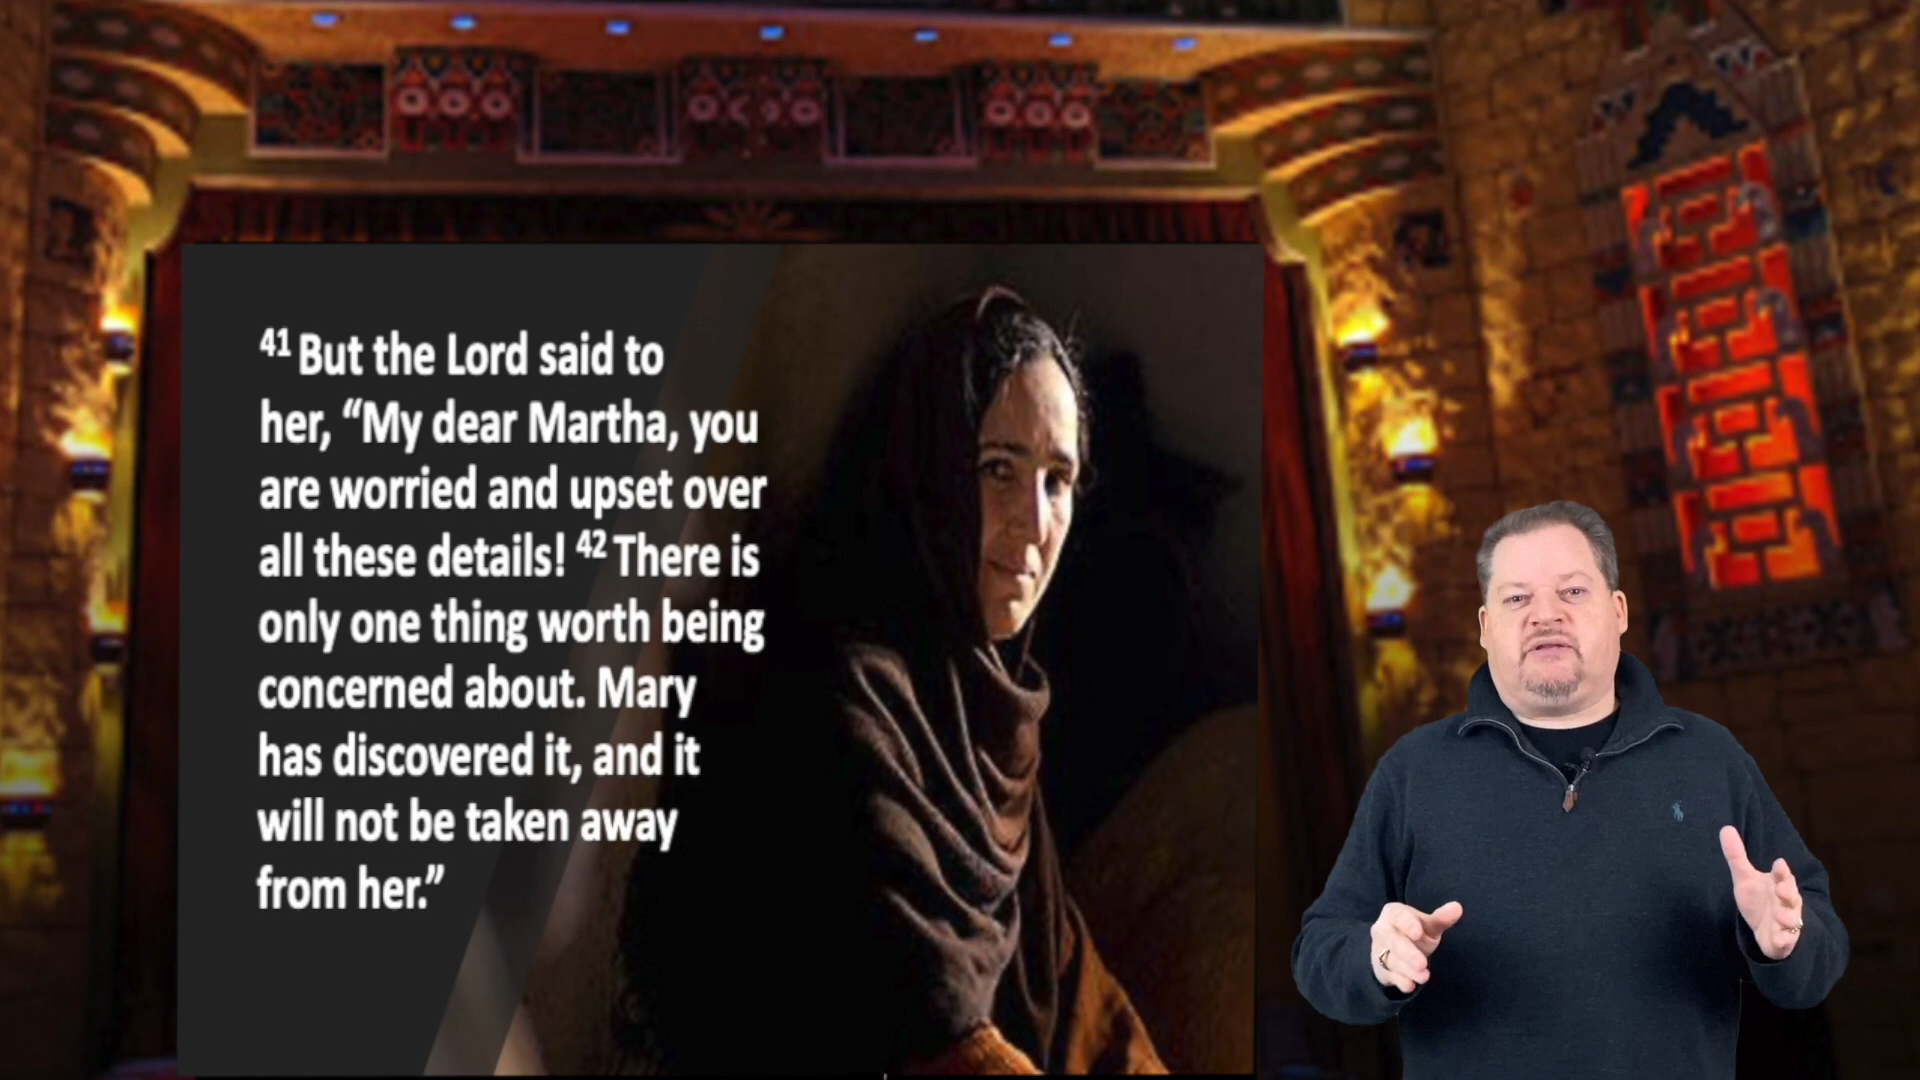 41 But the Lord said to
her, “My dear Martha, you
are worried and upset over
all these details! 42 There is
only one thing worth being
concerned about. Mary
has discovered it, and it
will not be taken away
from her.”